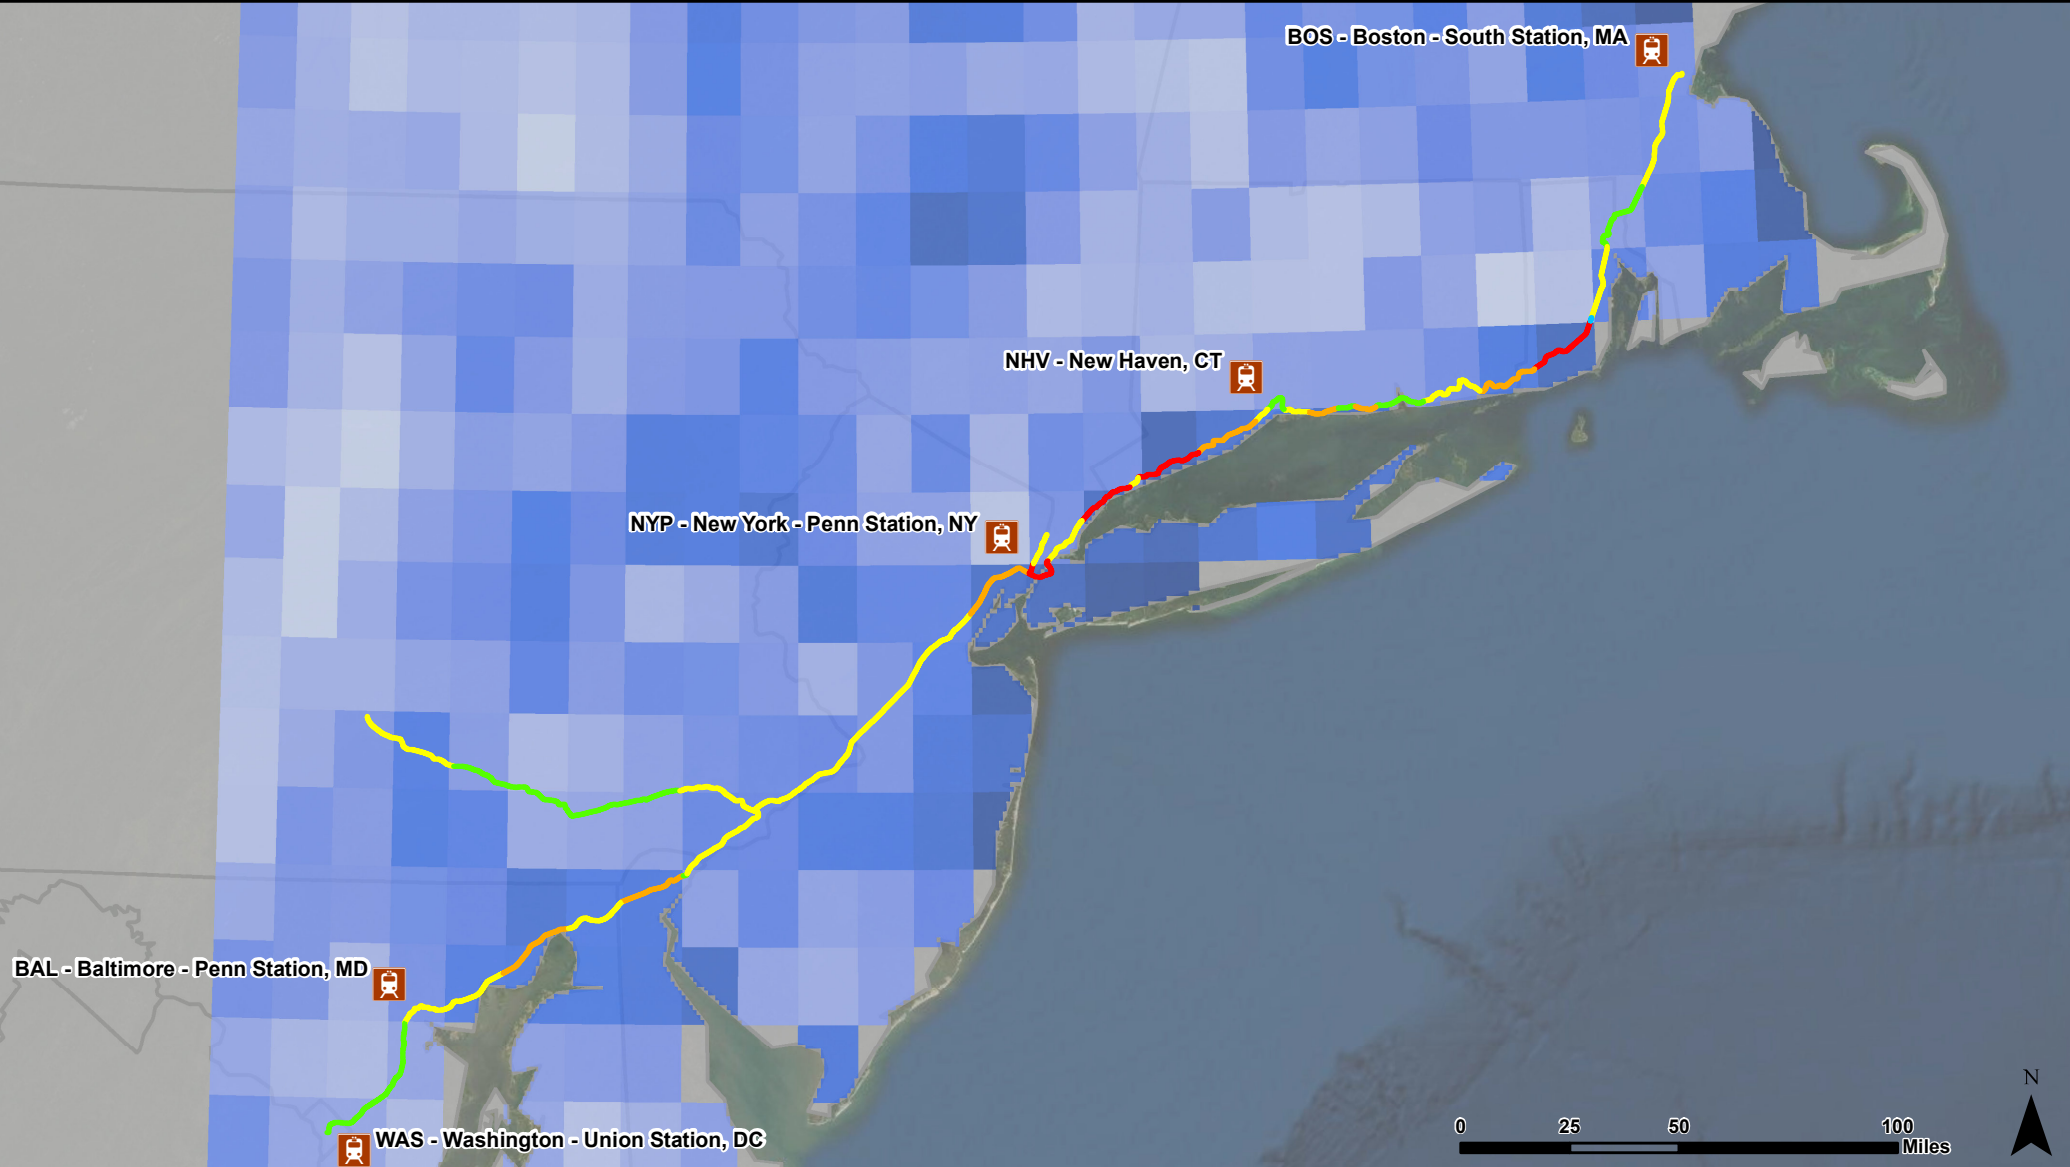 BOS - Boston - South Station, MA
NHV - New Haven, CT
NYP - New York - Penn Station, NY
BAL - Baltimore - Penn Station, MD
WAS - Washington - Union Station, DC
N
0 25 50 100
Miles